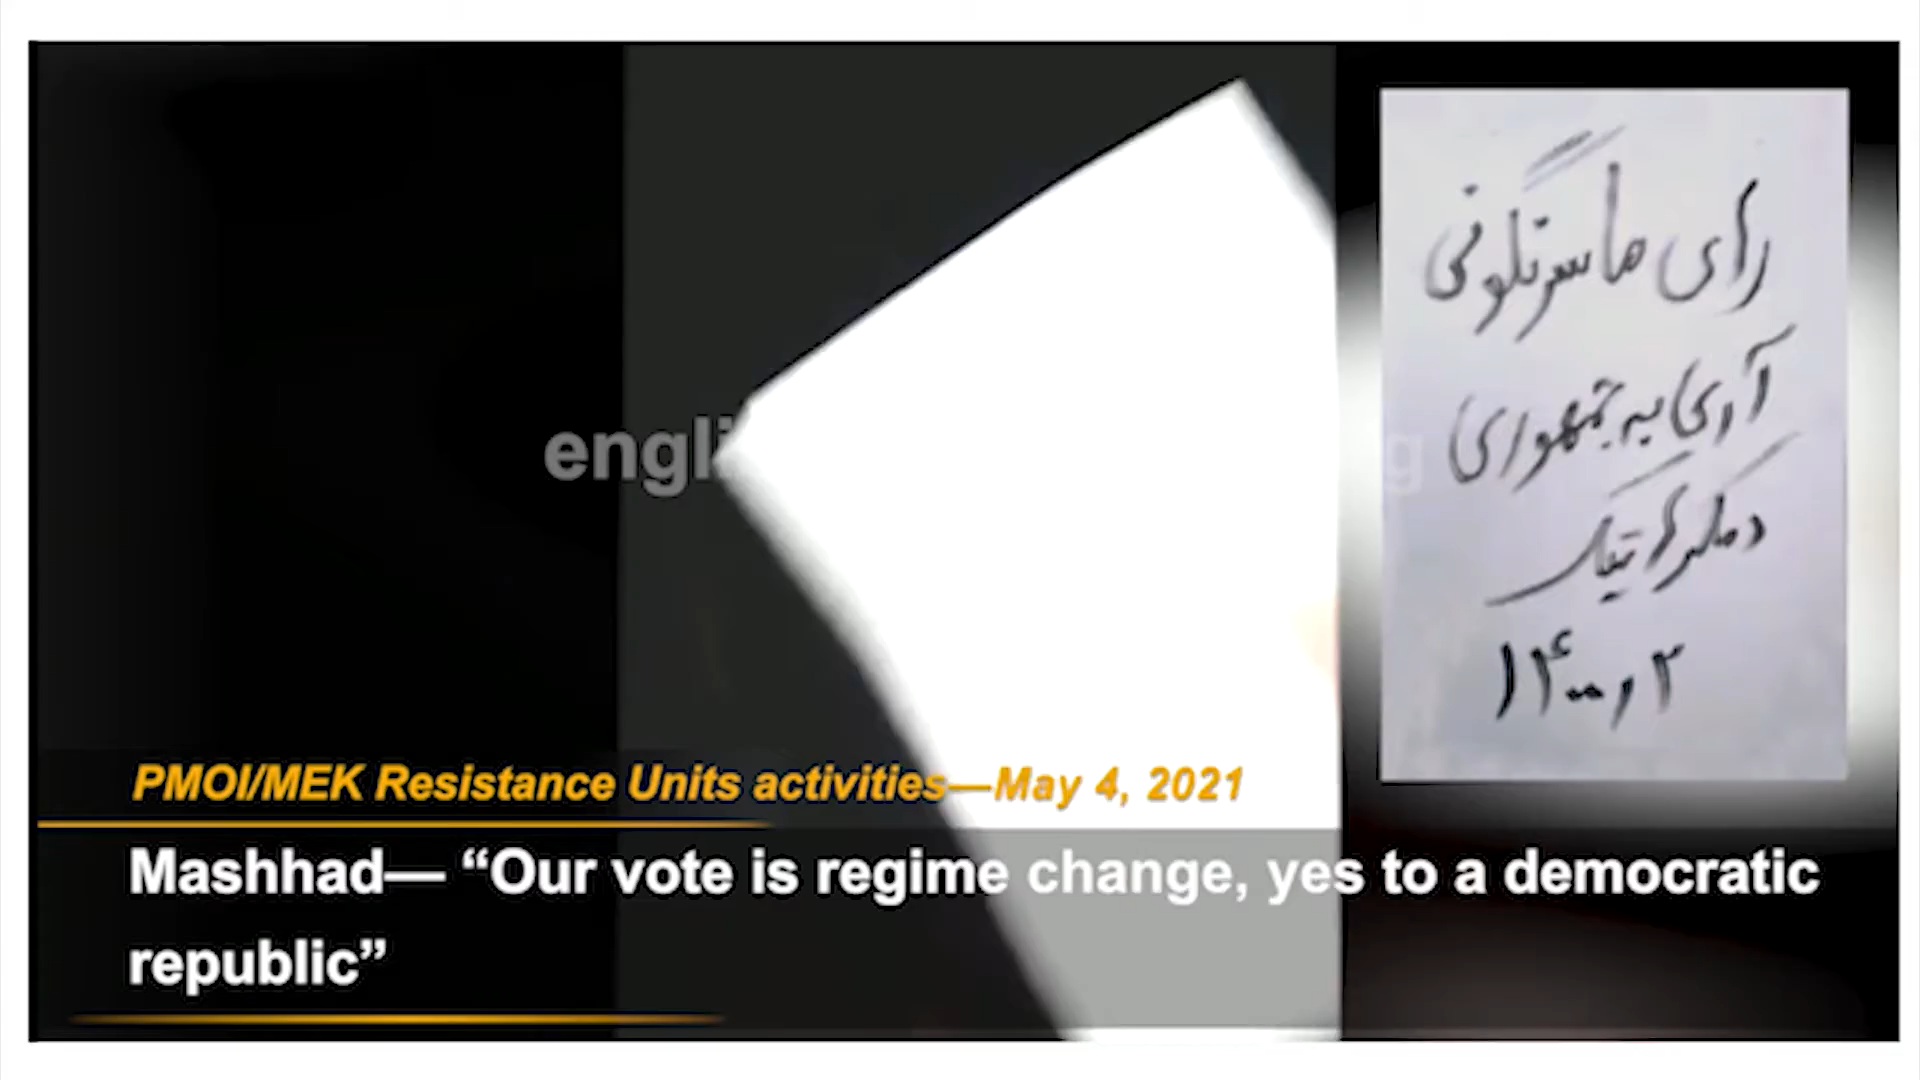 رای ما سرنگونی
آری به جمهوری
دمکراتیک
۱۴۰۰٫۲
PMOI/MEK Resistance Units activities—May 4, 2021
Mashhad— “Our vote is regime change, yes to a democratic
republic”